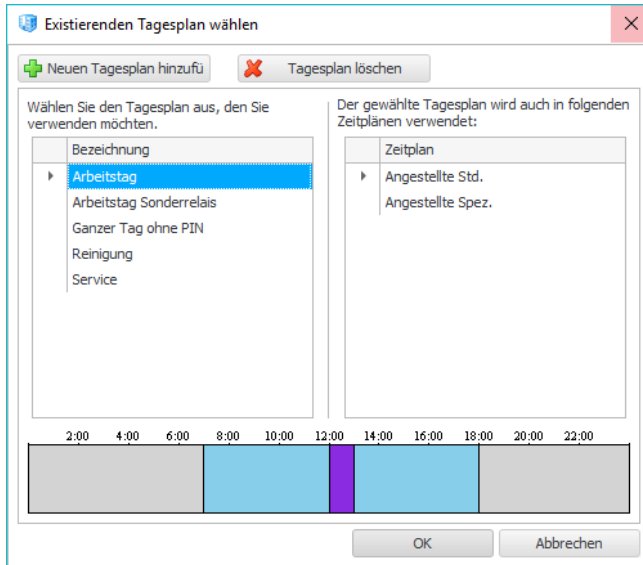 Existierenden Tagesplan wählen
Neuen Tagesplan hinzufü
Tagesplan löschen
Wählen Sie den Tagesplan aus, den Sie
verwenden möchten.
Der gewählte Tagesplan wird auch in folgenden
Zeitplänen verwendet:
Bezeichnung
Arbeitstag
Arbeitstag Sonderrelais
Ganzer Tag ohne PIN
Reinigung
Service
Zeitplan
Angestellte Std.
Angestellte Spez.
2:00 4:00 6:00 8:00 10:00 12:00 14:00 16:00 18:00 20:00 22:00
OK
Abbrechen